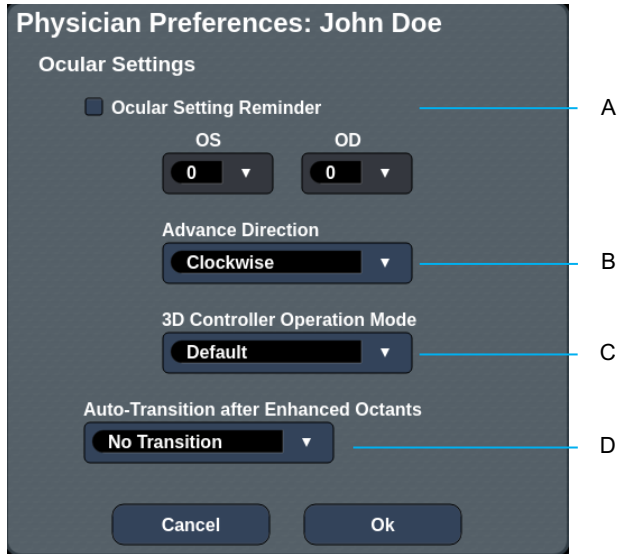 Physician Preferences: John Doe
Ocular Settings
Ocular Setting Reminder
A
OS OD
0 0
Advance Direction
Clockwise
B
3D Controller Operation Mode
Default
C
Auto-Transition after Enhanced Octants
No Transition
D
Cancel Ok